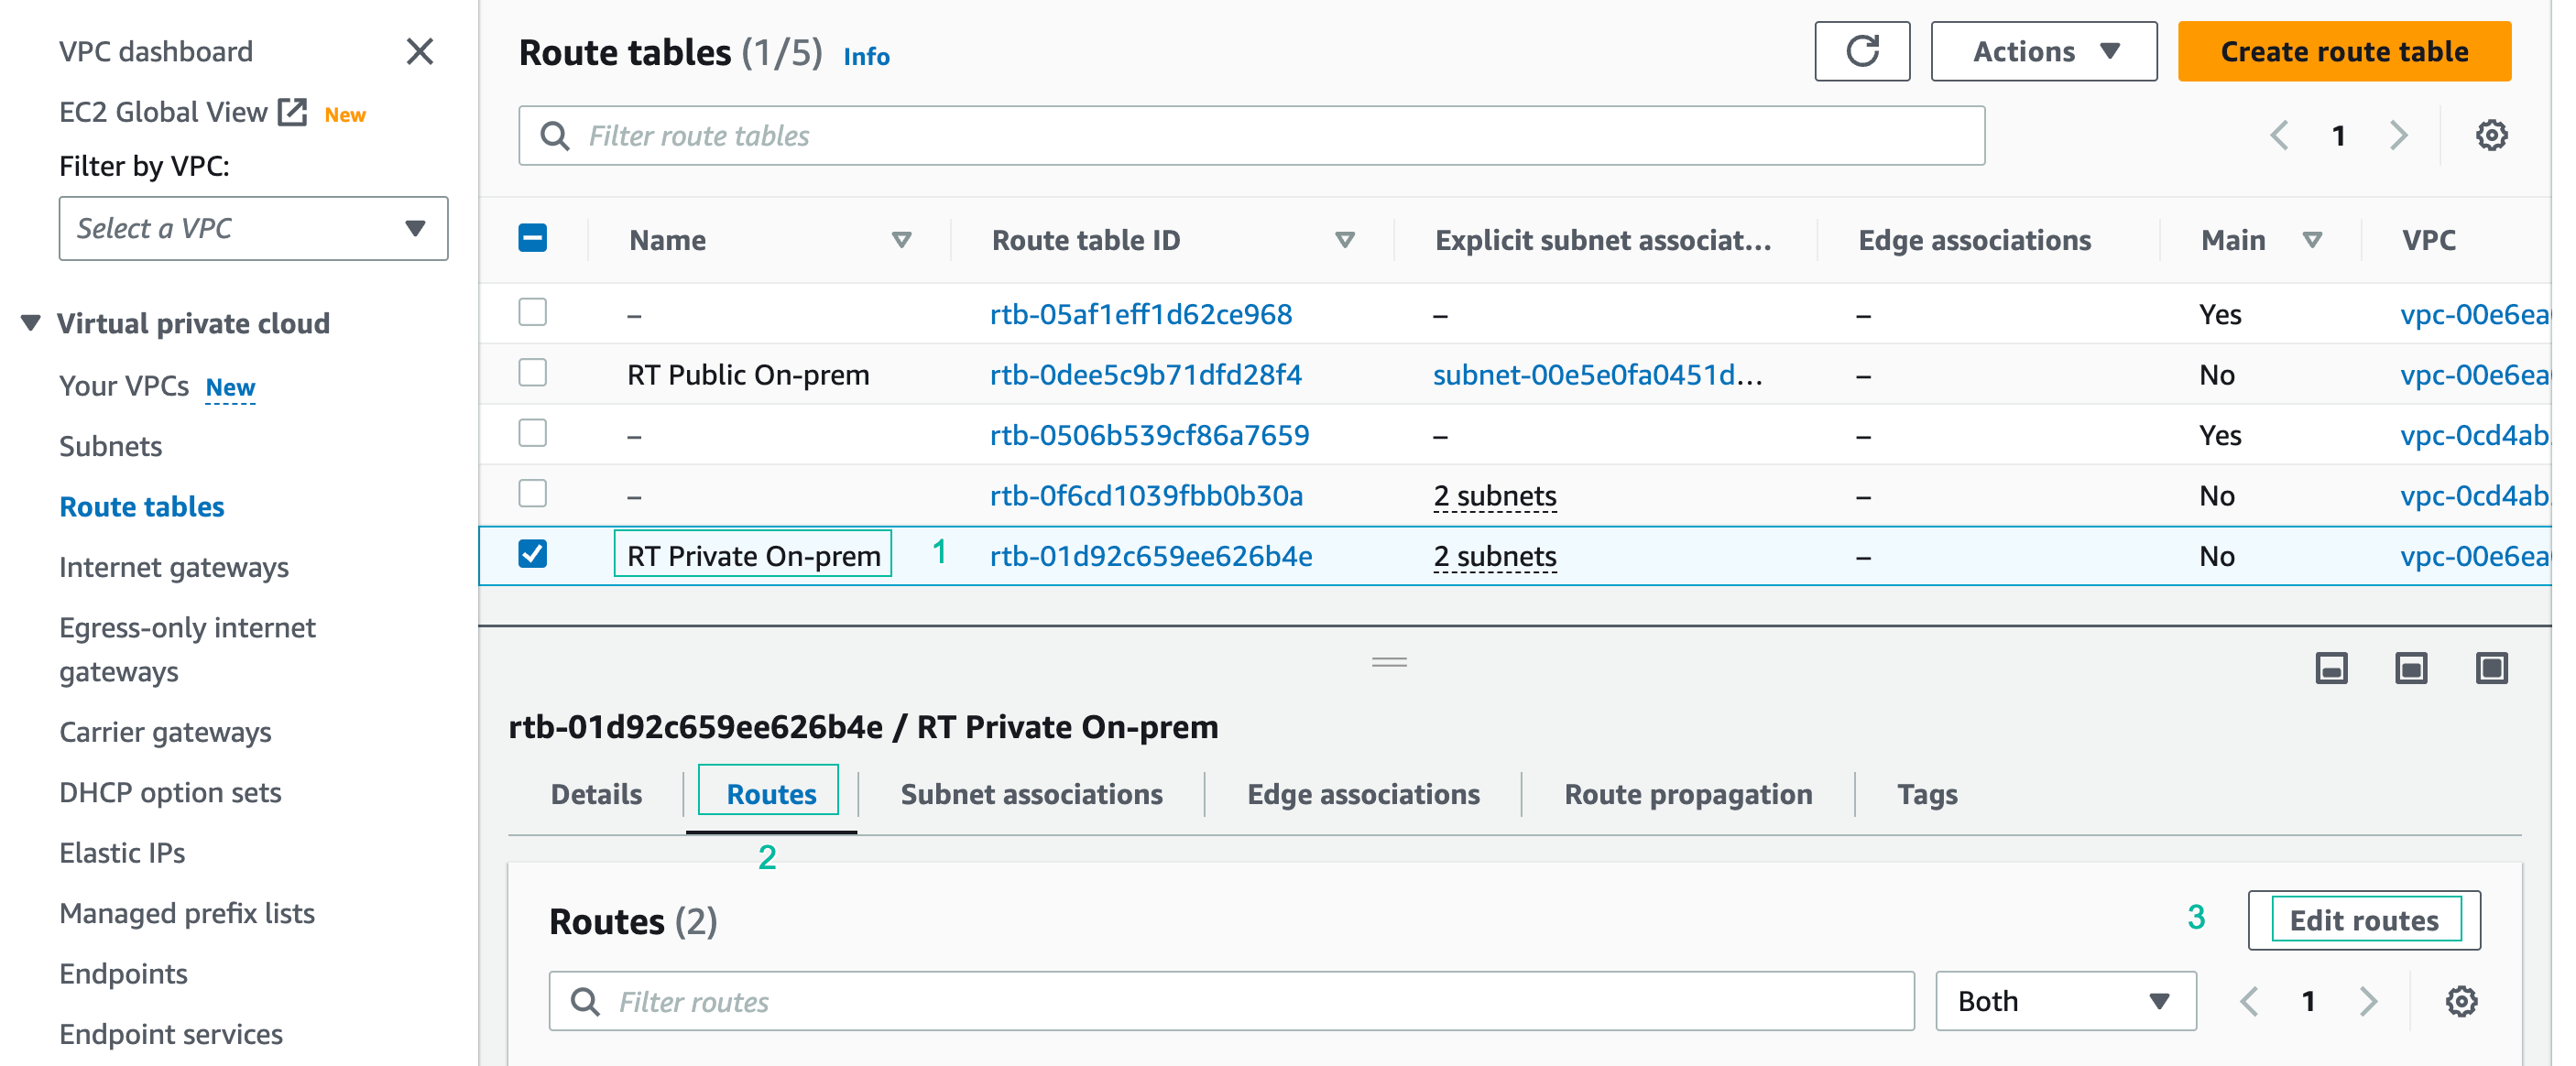 VPC dashboard
EC2 Global View New
Filter by VPC:
Select a VPC
Virtual private cloud
Your VPCs New
Subnets
Route tables
Internet gateways
Egress-only internet
gateways
Carrier gateways
DHCP option sets
Elastic IPs
Managed prefix lists
Endpoints
Endpoint services
Route tables (1/5) Info
Actions
Create route table
Filter route tables
1
Name Route table ID Explicit subnet associat... Edge associations Main VPC
– rtb-05af1eff1d62ce968 – – Yes vpc-00e6ea
RT Public On-prem rtb-0dee5c9b71dfd28f4 subnet-00e5e0fa0451d... – No vpc-00e6ea
– rtb-0506b539cf86a7659 – – Yes vpc-0cd4ab
– rtb-0f6cd1039fbb0b30a 2 subnets – No vpc-0cd4ab
RT Private On-prem 1 rtb-01d92c659ee626b4e 2 subnets – No vpc-00e6ea
rtb-01d92c659ee626b4e / RT Private On-prem
Details Routes Subnet associations Edge associations Route propagation Tags
2
Routes (2)
3 Edit routes
Filter routes
Both
1